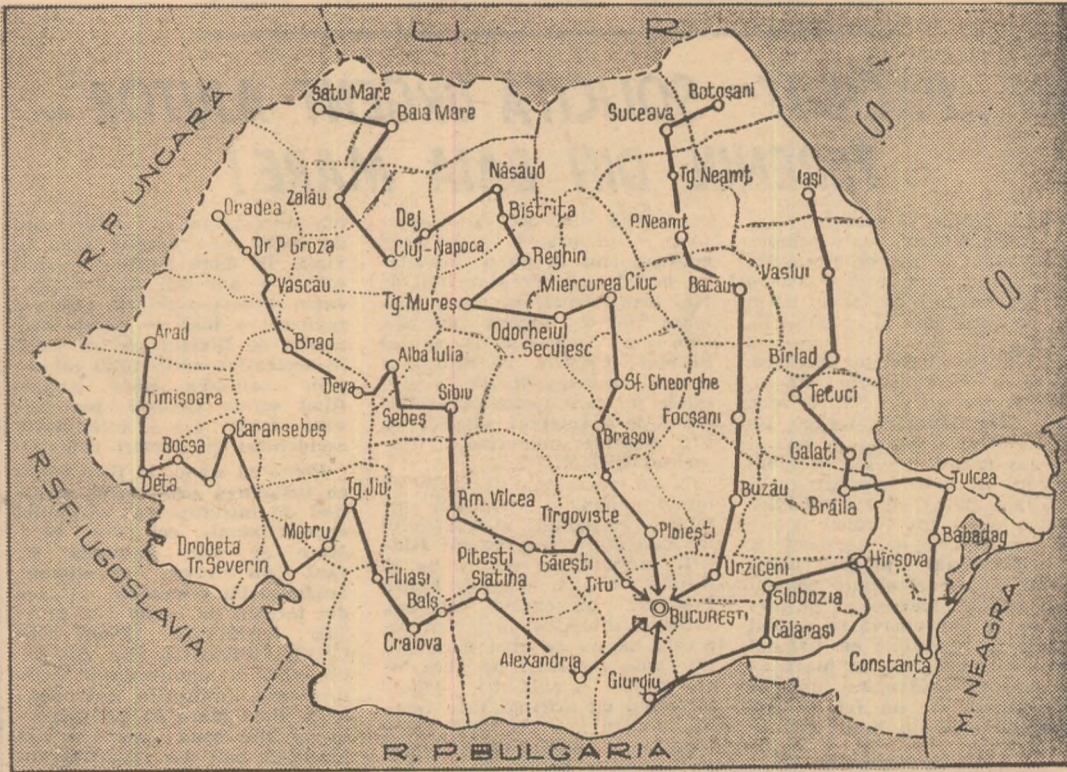 U. R.
S
S
R. P. UNGARĂ
R. S. F. IUGOSLAVIA
R. P. BULGARIA
M. NEAGRA
Satu Mare
Baia Mare
Botoşani
Suceava
Tg. Neamţ
Iaşi
Năsăud
Zalău
Oradea
Dej
Bistriţa
P. Neamţ
Cluj-Napoca
Dr. P. Groza
Reghin
Vaslui
Vaşcău
Miercurea Ciuc
Bacău
Tg. Mureş
Odorheiul
Secuiesc
Arad
Brad
Alba Iulia
Bîrlad
Deva
Sf. Gheorghe
Tecuci
Timişoara
Sibiu
Sebeş
Focşani
Caransebeş
Braşov
Bocşa
Galaţi
Deta
Tulcea
Tg. Jiu
Rm. Vîlcea
Buzău
Brăila
Tîrgovişte
Motru
Ploieşti
Babadag
Drobeta
Tr. Severin
Piteşti
Găeşti
Hîrşova
Filiaşi
Slatina
Titu
Urziceni
Balş
Slobozia
BUCUREŞTI
Craiova
Călăraşi
Alexandria
Giurgiu
Constanţa